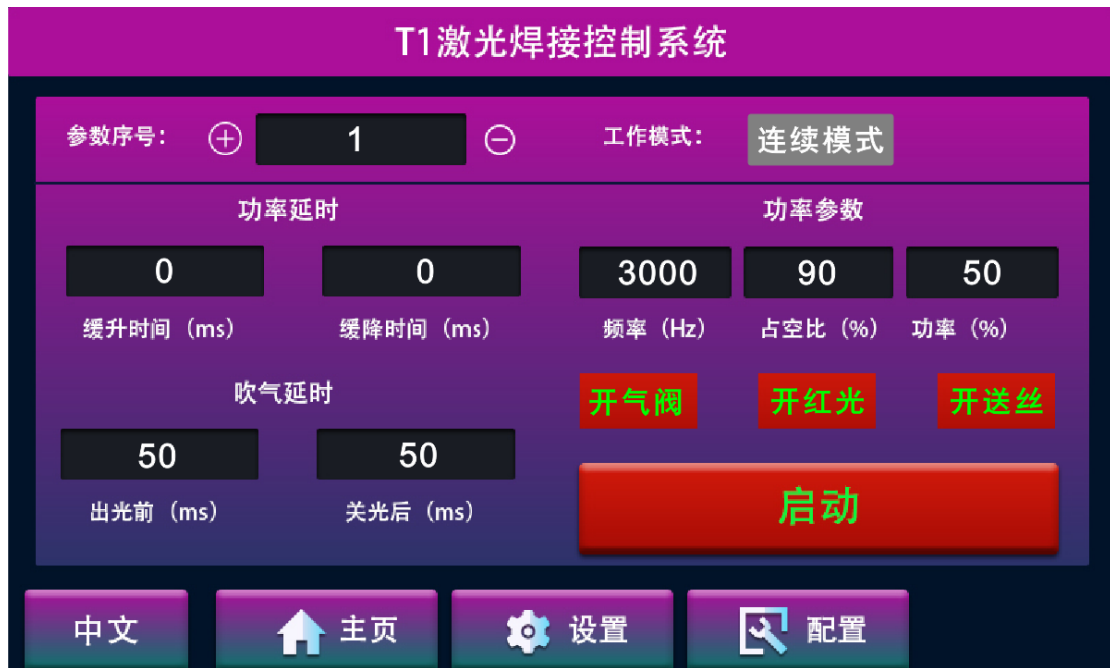 T1激光焊接控制系统
参数序号： 1 工作模式： 连续模式
功率延时 功率参数
0 0 3000 90 50
缓升时间（ms） 缓降时间（ms） 频率（Hz） 占空比（%） 功率（%）
吹气延时 开气阀 开红光 开送丝
50 50
出光前（ms） 关光后（ms） 启动
中文 主页 设置 配置